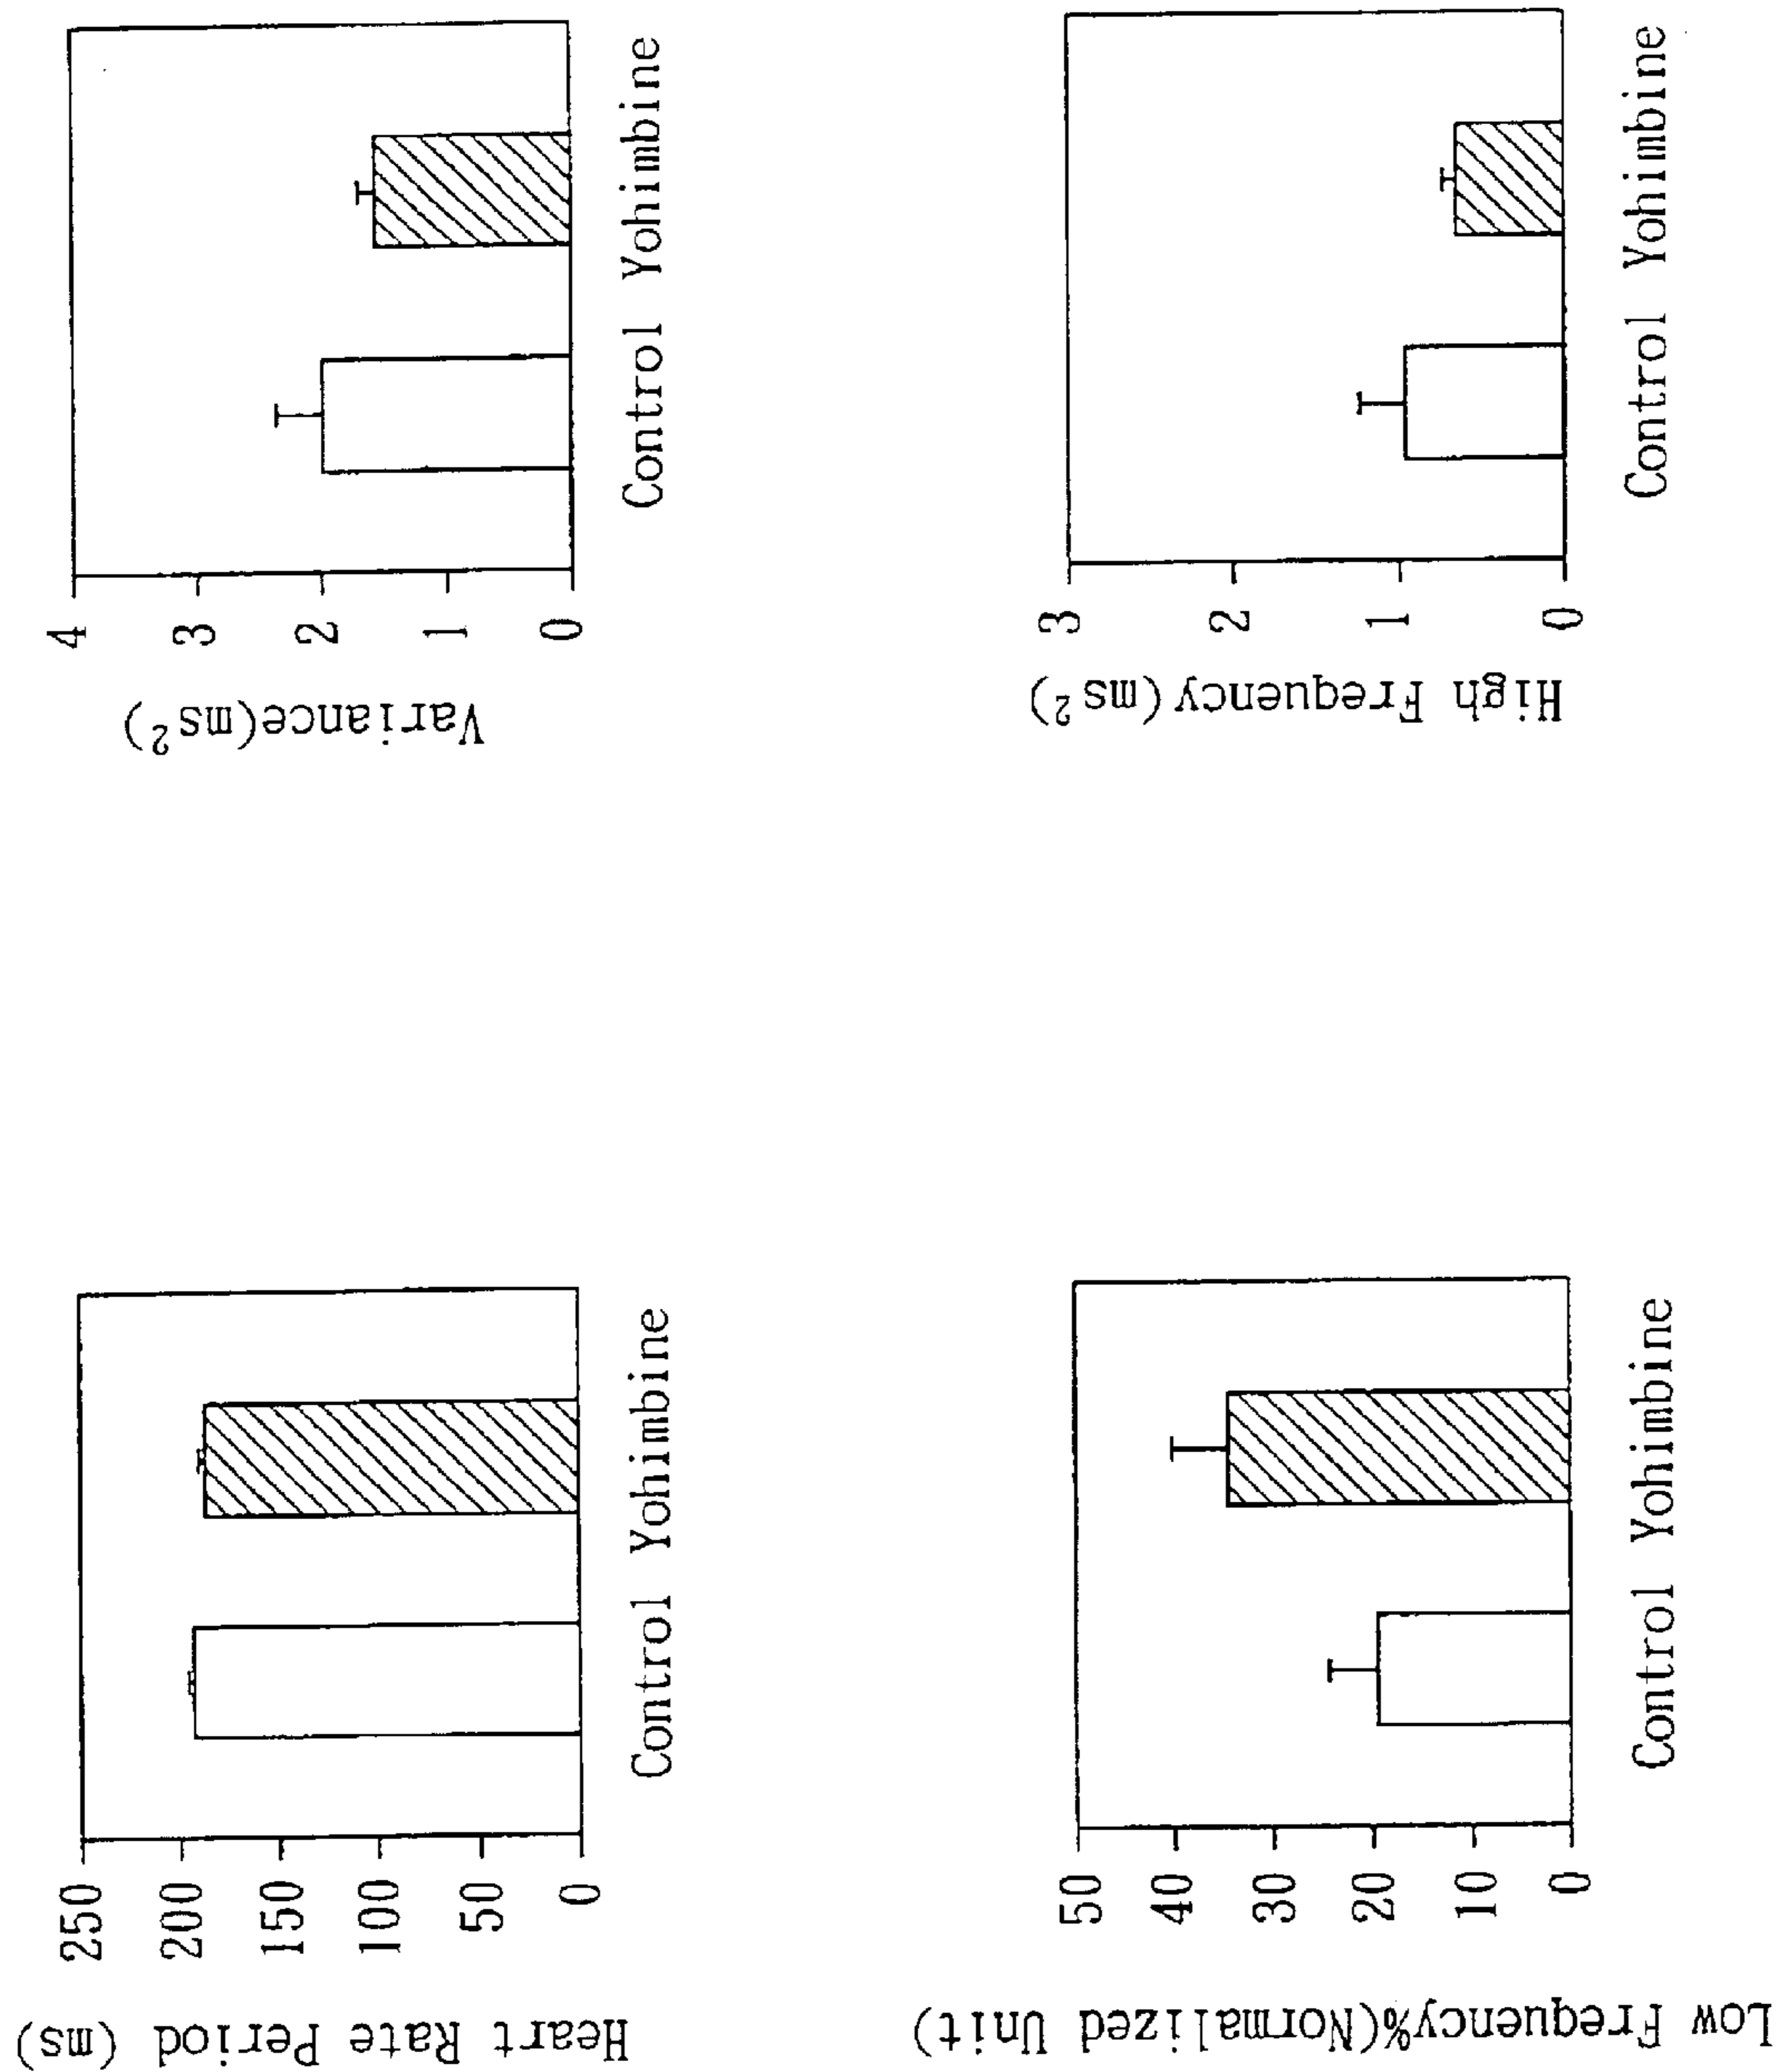 Heart Rate Period (ms)
250
200
150
100
50
0
Control Yohimbine
Variance(ms²)
4
3
2
1
0
Control Yohimbine
Low Frequency%(Normalized Unit)
50
40
30
20
10
0
Control Yohimbine
High Frequency(ms²)
3
2
1
0
Control Yohimbine